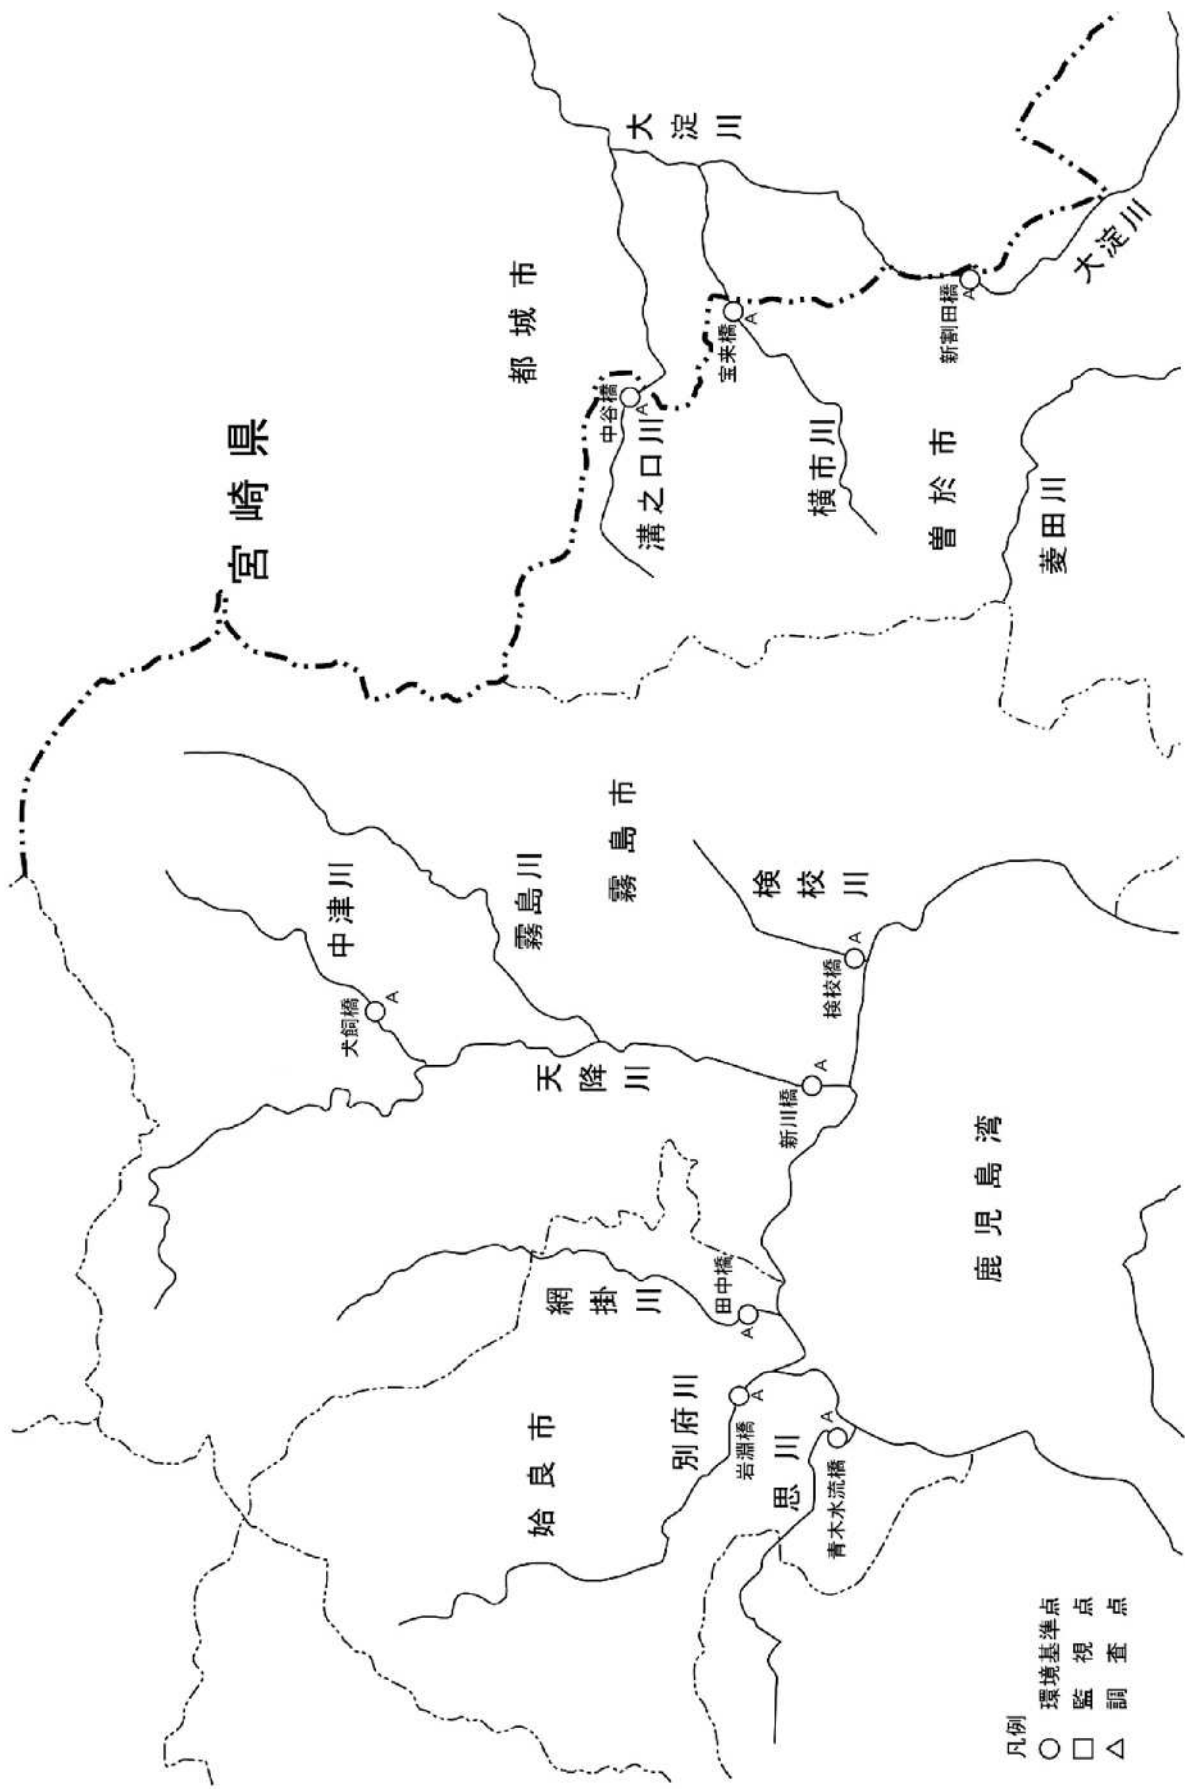 宮崎県
都城市
大淀川
中谷橋
A
溝之口川
宝来橋
A
横市川
新割田橋
A
大淀川
曽於市
菱田川
中津川
犬飼橋
A
霧島川
霧島市
検校川
検校橋
A
天降川
新川橋
A
網掛川
田中橋
A
鹿児島湾
姶良市
別府川
岩淵橋
A
思川
青木水流橋
A
凡例
○ 環境基準点
□ 監視点
△ 調査点